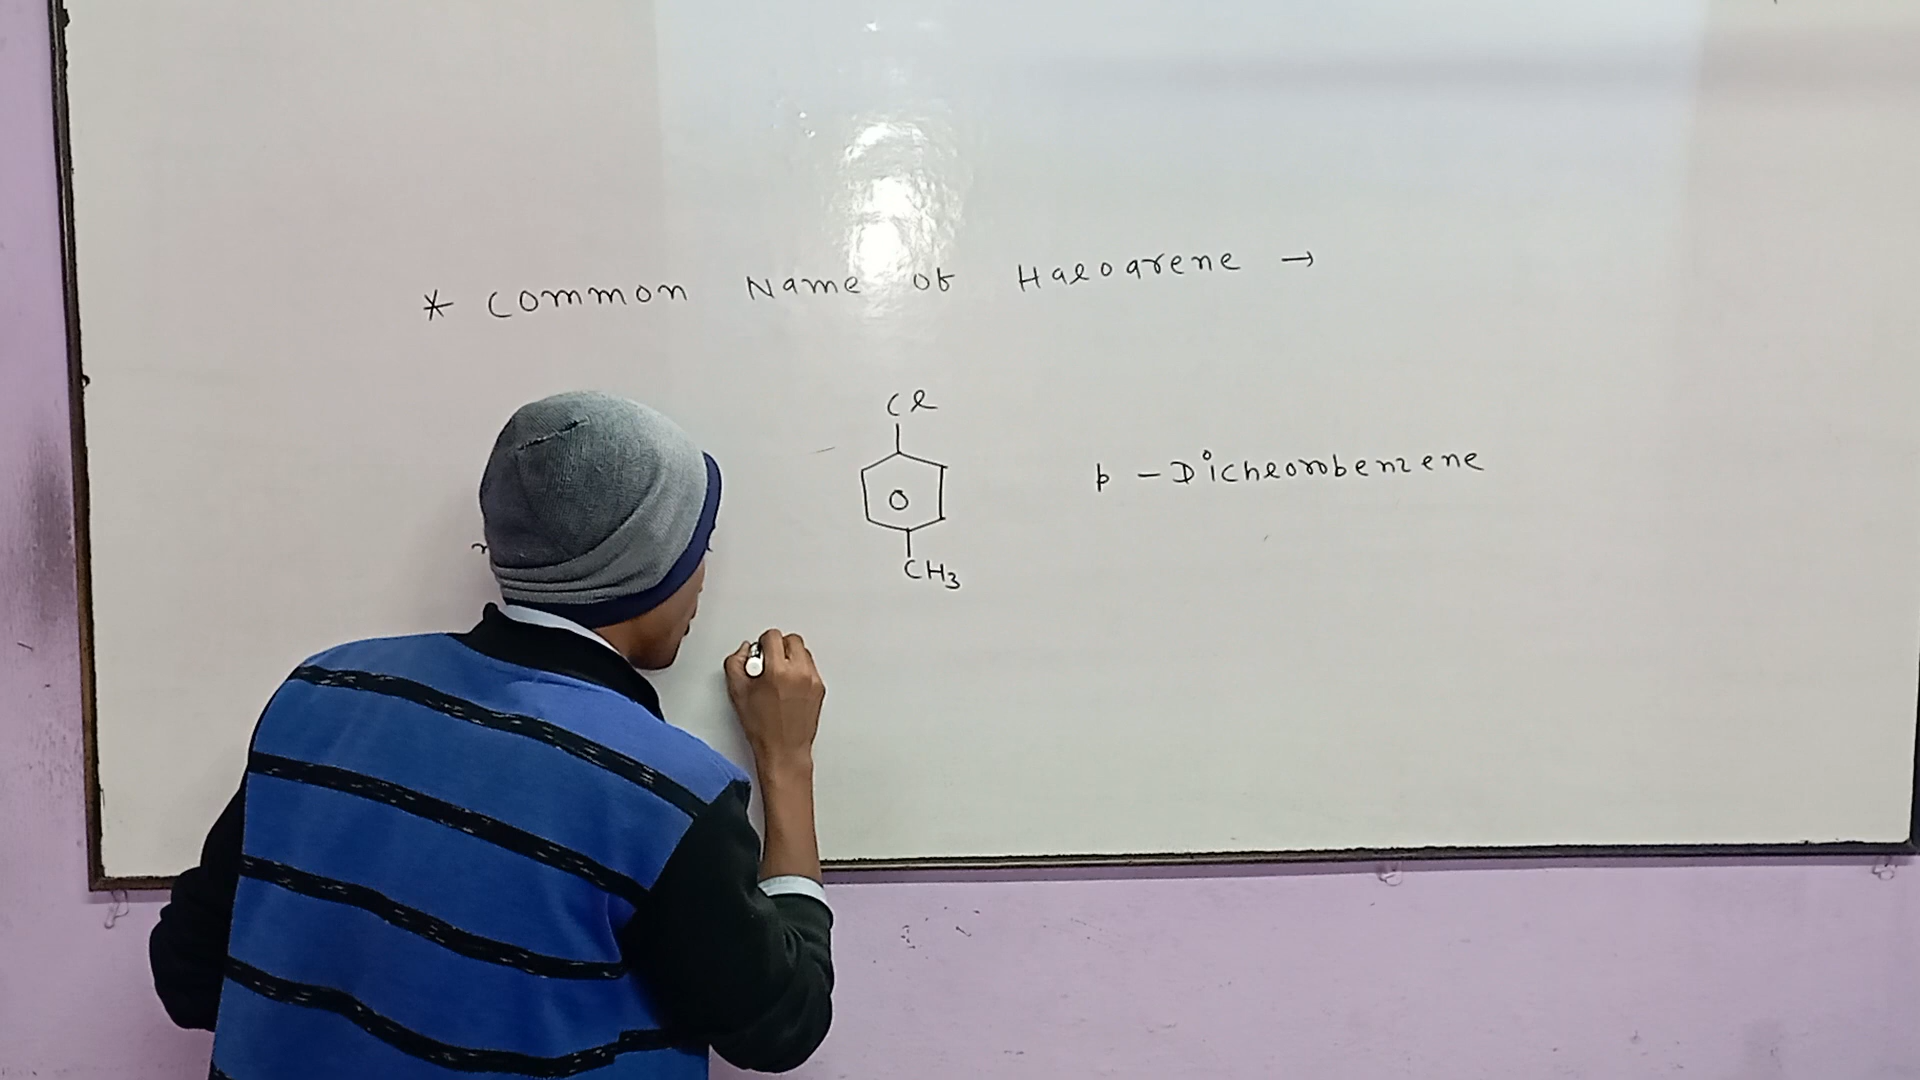 * Common Name of Haloarene →
Cl
p - Dichlorobenzene
CH3